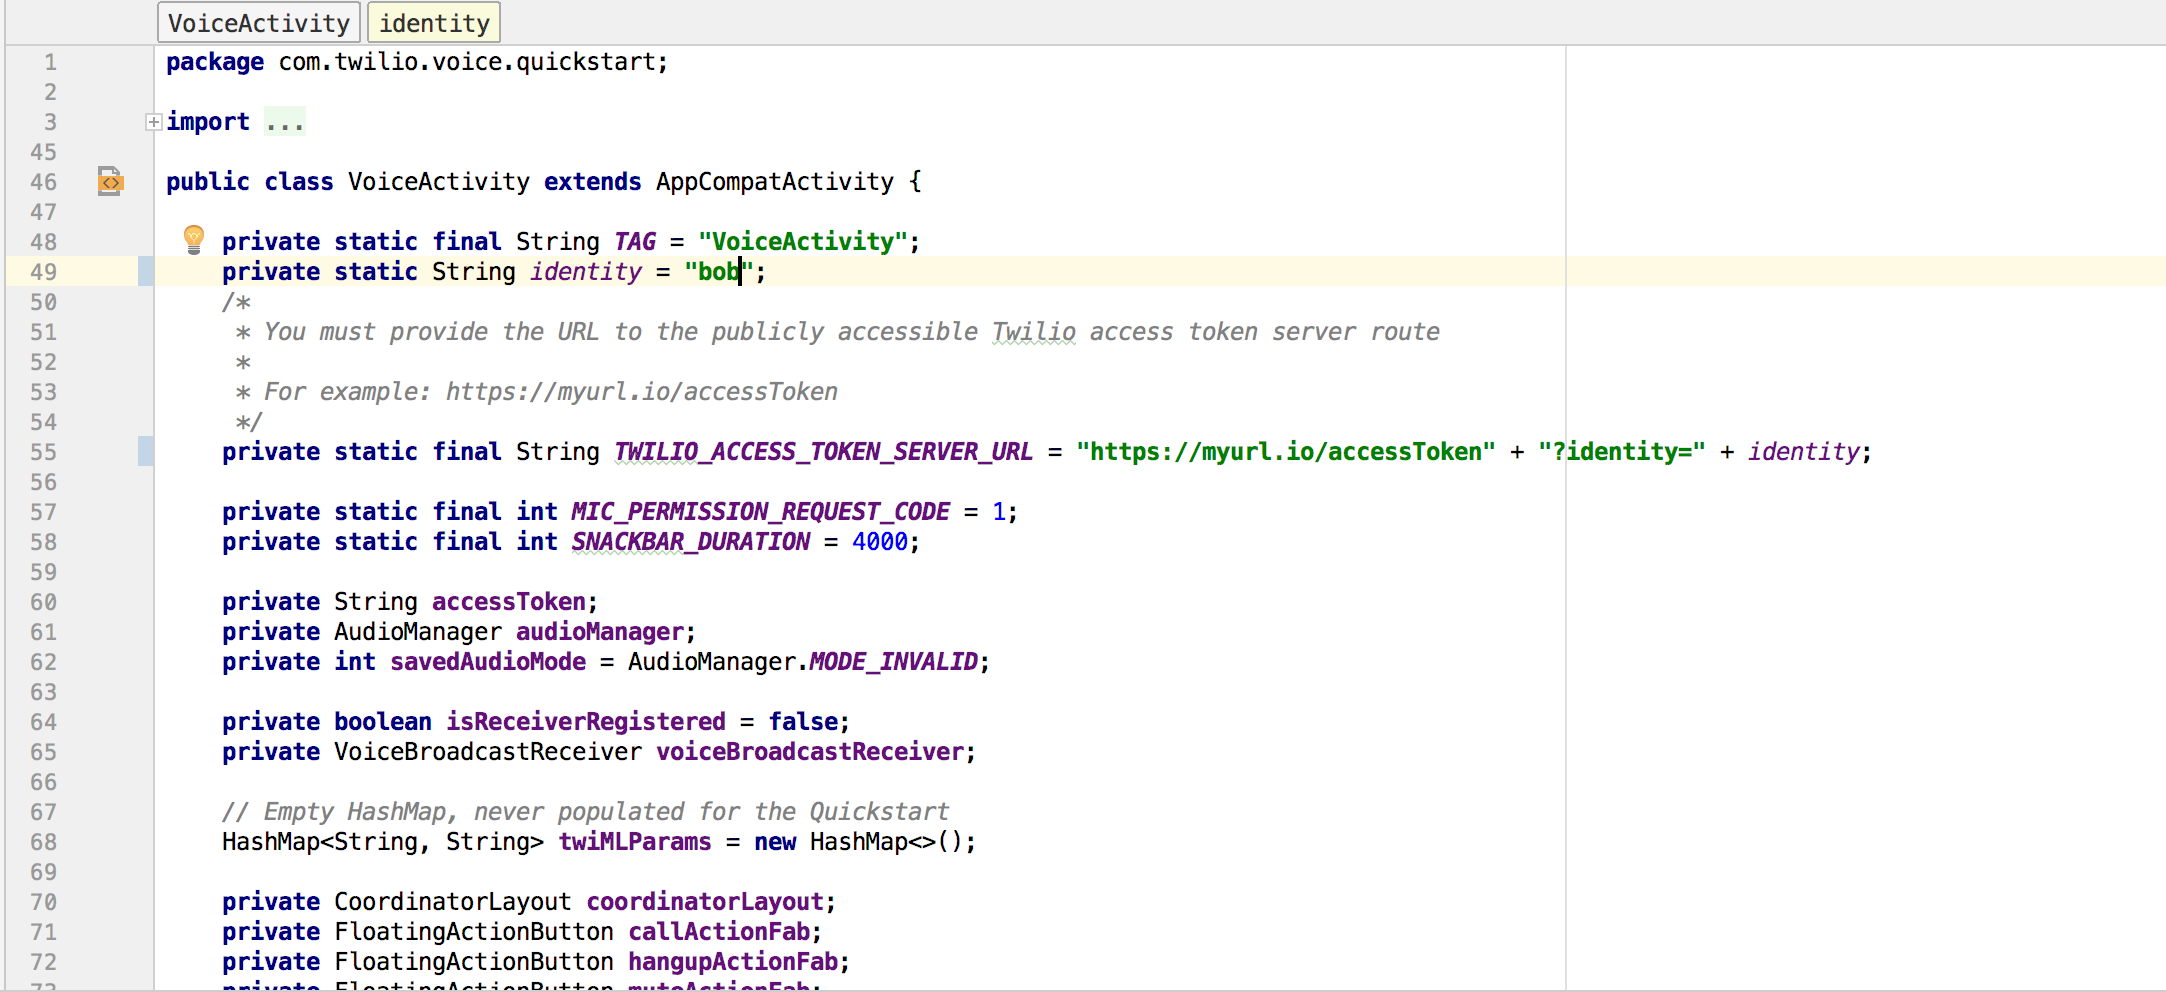 VoiceActivity identity
1 package com.twilio.voice.quickstart;
2
3 import ...
45
46 public class VoiceActivity extends AppCompatActivity {
47
48 private static final String TAG = "VoiceActivity";
49 private static String identity = "bob";
50 /*
51 * You must provide the URL to the publicly accessible Twilio access token server route
52 *
53 * For example: https://myurl.io/accessToken
54 */
55 private static final String TWILIO_ACCESS_TOKEN_SERVER_URL = "https://myurl.io/accessToken" + "?identity=" + identity;
56
57 private static final int MIC_PERMISSION_REQUEST_CODE = 1;
58 private static final int SNACKBAR_DURATION = 4000;
59
60 private String accessToken;
61 private AudioManager audioManager;
62 private int savedAudioMode = AudioManager.MODE_INVALID;
63
64 private boolean isReceiverRegistered = false;
65 private VoiceBroadcastReceiver voiceBroadcastReceiver;
66
67 // Empty HashMap, never populated for the Quickstart
68 HashMap<String, String> twiMLParams = new HashMap<>();
69
70 private CoordinatorLayout coordinatorLayout;
71 private FloatingActionButton callActionFab;
72 private FloatingActionButton hangupActionFab;
73 private FloatingActionButton muteActionFab;